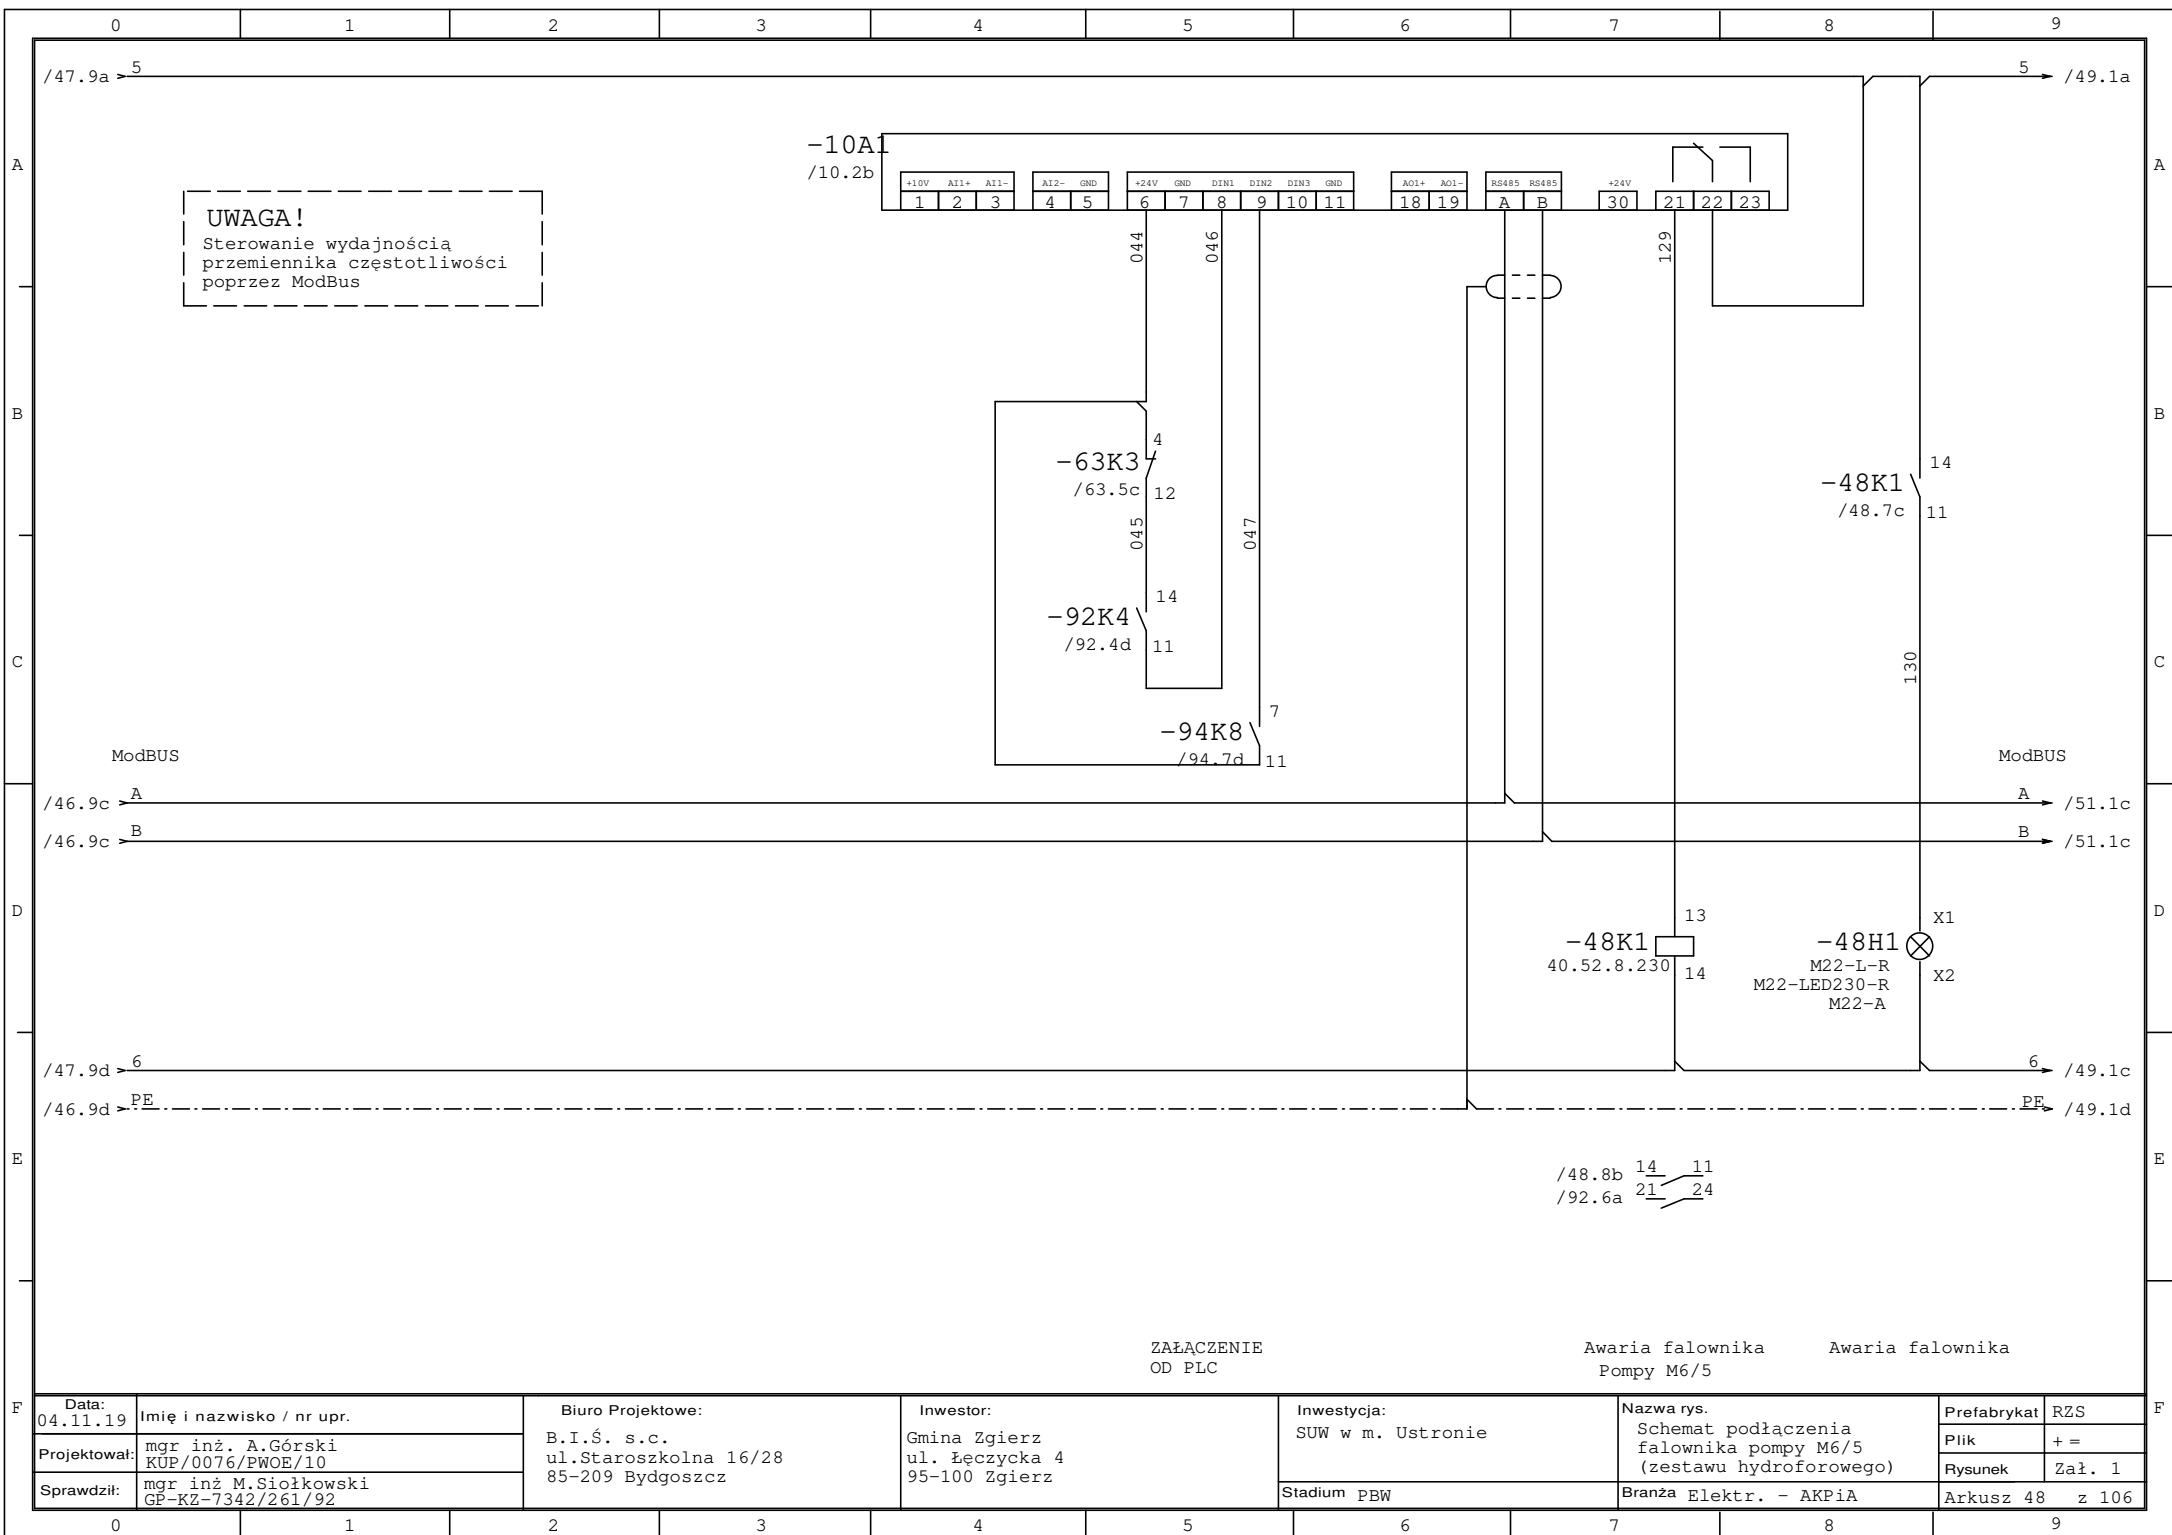 0 1 2 3 4 5 6 7 8 9
/47.9a 5
5 /49.1a
-10A1
/10.2b
+10V AI1+ AI1- AI2- GND +24V GND DIN1 DIN2 DIN3 GND AO1+ AO1- RS485 RS485 +24V
1 2 3 4 5 6 7 8 9 10 11 18 19 A B 30 21 22 23
A A
UWAGA!
Sterowanie wydajnością
przemiennika częstotliwości
poprzez ModBus
044 046 129
B B
4
-63K3
/63.5c 12
14
-48K1
/48.7c 11
045 047
14
-92K4
/92.4d 11
C C
130
7
-94K8
/94.7d 11
ModBUS ModBUS
/46.9c A
A /51.1c
/46.9c B
B /51.1c
D D
13
-48K1
40.52.8.230
14
X1
-48H1
M22-L-R
X2
M22-LED230-R
M22-A
/47.9d 6
6 /49.1c
/46.9d PE
PE /49.1d
E E
/48.8b 14 11
/92.6a 21 24
ZAŁĄCZENIE
OD PLC
Awaria falownika
Pompy M6/5
Awaria falownika
F F
Data:
04.11.19
Imię i nazwisko / nr upr.
Projektował:
mgr inż. A.Górski
KUP/0076/PWOE/10
Sprawdził:
mgr inż M.Siołkowski
GP-KZ-7342/261/92
Biuro Projektowe:
B.I.Ś. s.c.
ul.Staroszkolna 16/28
85-209 Bydgoszcz
Inwestor:
Gmina Zgierz
ul. Łęczycka 4
95-100 Zgierz
Inwestycja:
SUW w m. Ustronie
Stadium PBW
Nazwa rys.
Schemat podłączenia
falownika pompy M6/5
(zestawu hydroforowego)
Branża Elektr. - AKPiA
Prefabrykat RZS
Plik + =
Rysunek Zał. 1
Arkusz 48 z 106
0 1 2 3 4 5 6 7 8 9